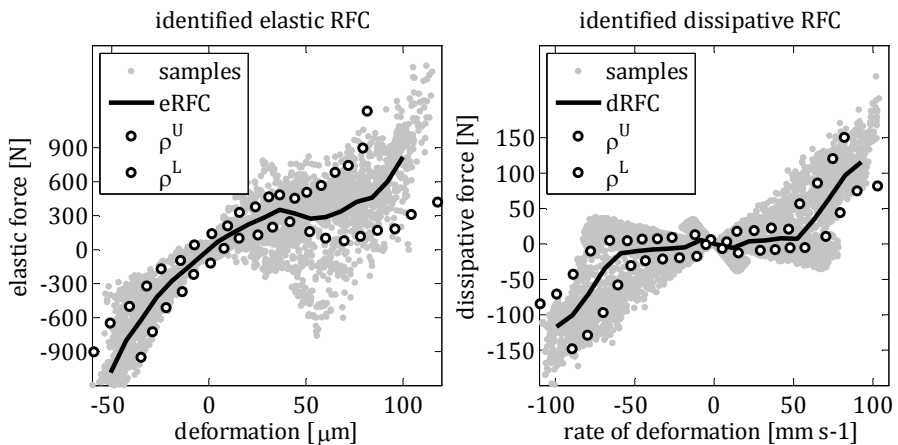 identified elastic RFC
samples
eRFC
ρU
ρL
900
600
300
0
-300
-600
-900
elastic force [N]
-50 0 50 100
deformation [μm]
identified dissipative RFC
samples
dRFC
ρU
ρL
150
100
50
0
-50
-100
-150
dissipative force [N]
-100 -50 0 50 100
rate of deformation [mm s-1]